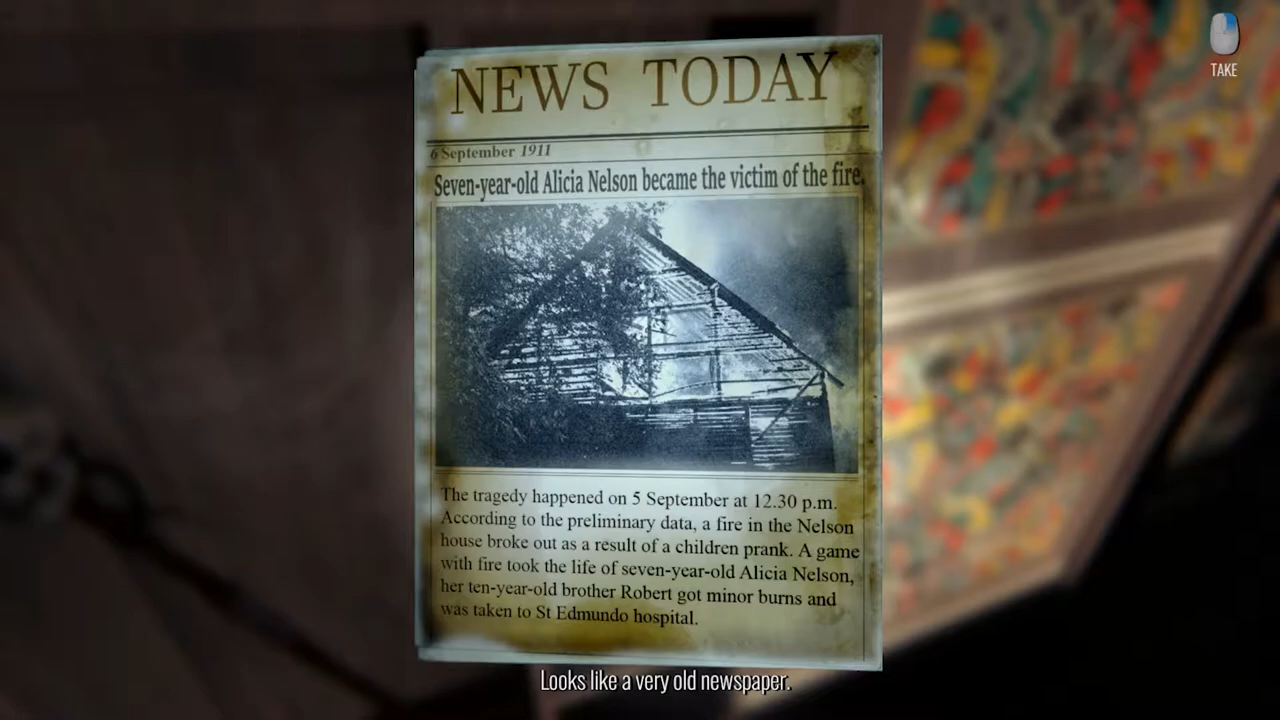 TAKE
NEWS TODAY
6 September 1911
Seven-year-old Alicia Nelson became the victim of the fire.
The tragedy happened on 5 September at 12.30 p.m.
According to the preliminary data, a fire in the Nelson
house broke out as a result of a children prank. A game
with fire took the life of seven-year-old Alicia Nelson,
her ten-year-old brother Robert got minor burns and
was taken to St Edmundo hospital.
Looks like a very old newspaper.